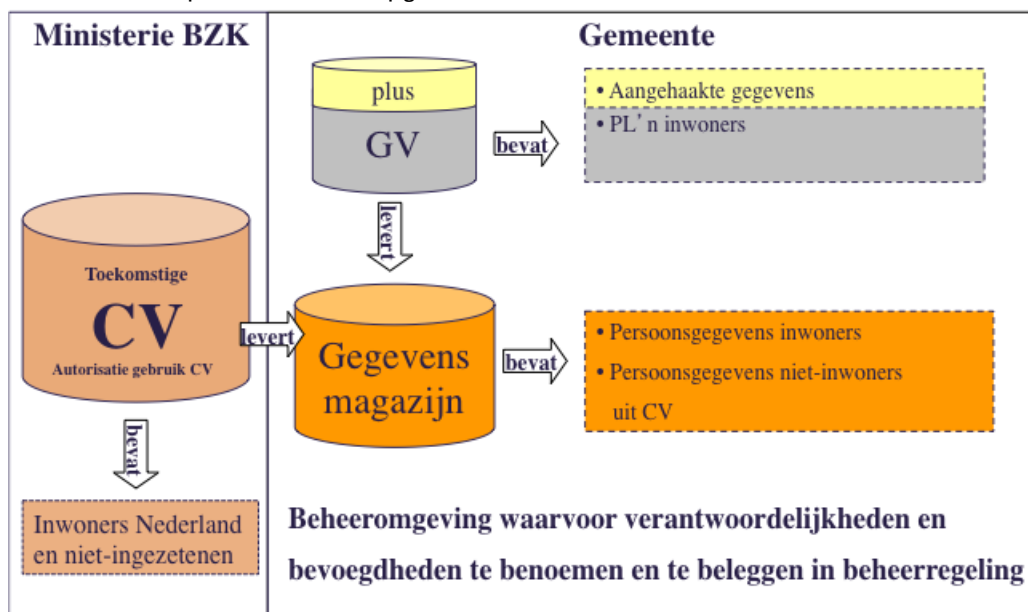 Ministerie BZK
Toekomstige
CV
Autorisatie gebruik CV
levert
bevat
Inwoners Nederland
en niet-ingezetenen
Gemeente
plus
GV
bevat
• Aangehaakte gegevens
• PL'n inwoners
levert
Gegevens
magazijn
bevat
• Persoonsgegevens inwoners
• Persoonsgegevens niet-inwoners
uit CV
Beheeromgeving waarvoor verantwoordelijkheden en
bevoegdheden te benoemen en te beleggen in beheerregeling